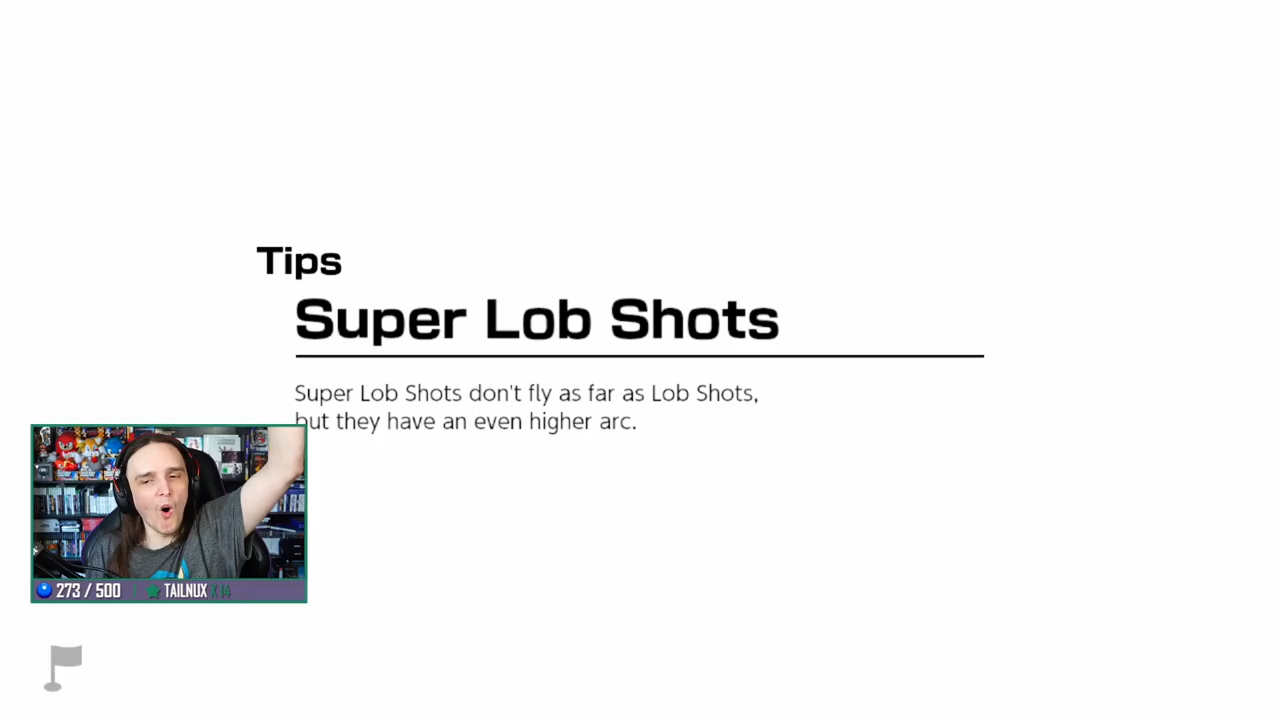 Tips
Super Lob Shots
Super Lob Shots don't fly as far as Lob Shots,
but they have an even higher arc.
273 / 500 TAILNUX X 14